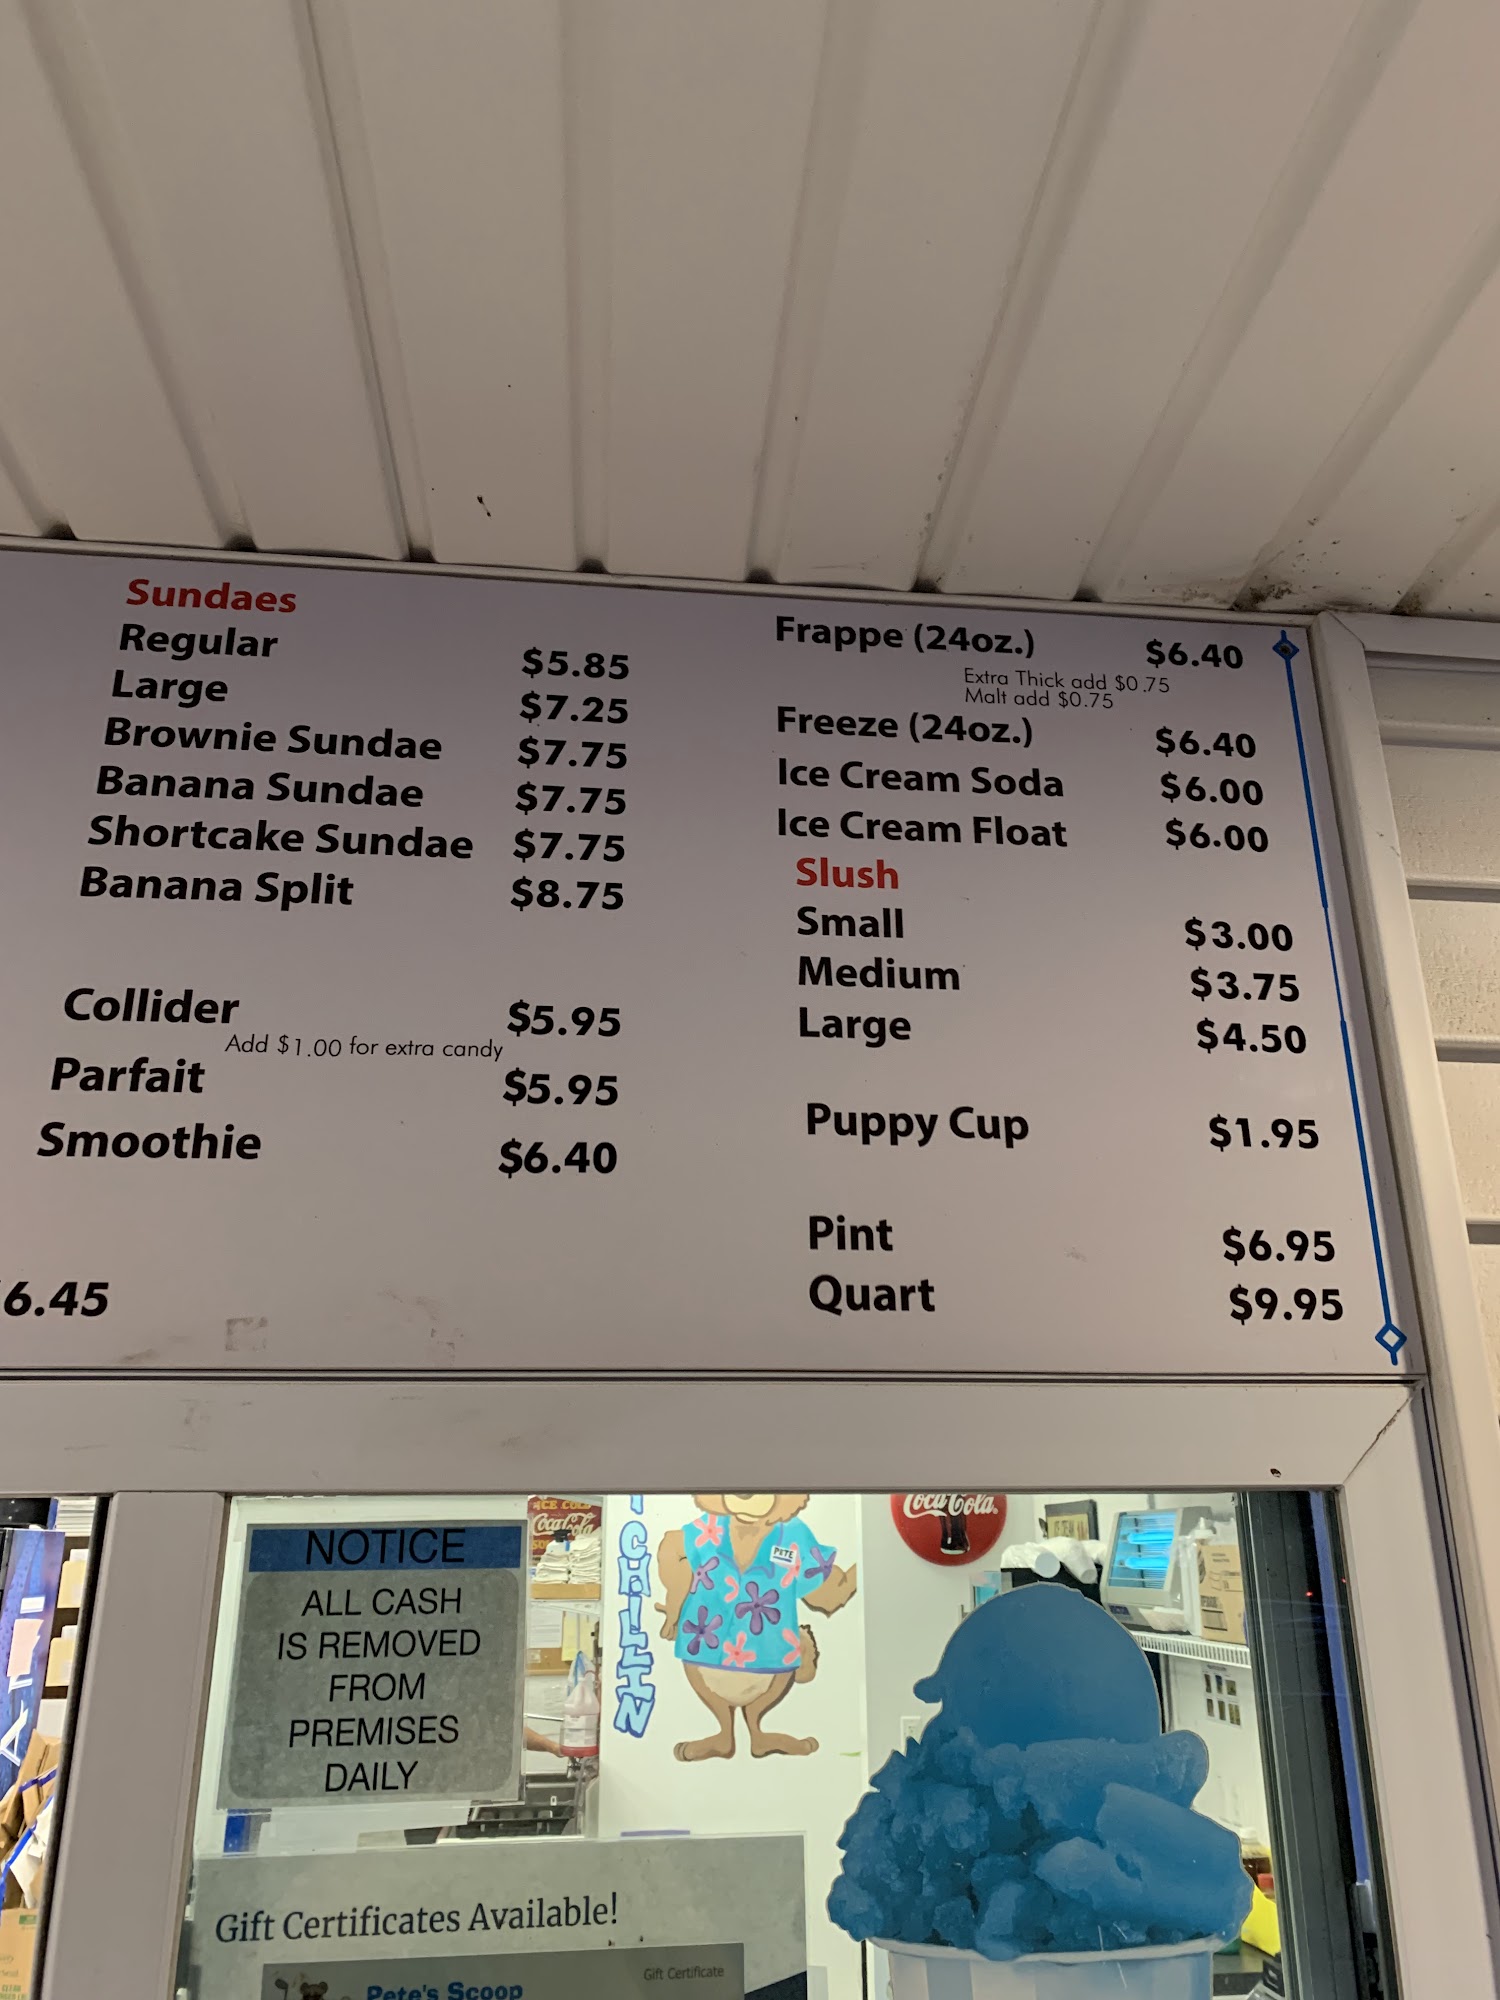 Sundaes
Regular $5.85
Large $7.25
Brownie Sundae $7.75
Banana Sundae $7.75
Shortcake Sundae $7.75
Banana Split $8.75
Collider $5.95
Add $1.00 for extra candy
Parfait $5.95
Smoothie $6.40
6.45
Frappe (24oz.) $6.40
Extra Thick add $0.75
Malt add $0.75
Freeze (24oz.) $6.40
Ice Cream Soda $6.00
Ice Cream Float $6.00
Slush
Small $3.00
Medium $3.75
Large $4.50
Puppy Cup $1.95
Pint $6.95
Quart $9.95
NOTICE
ALL CASH
IS REMOVED
FROM
PREMISES
DAILY
ICE COLD
Coca-Cola
CHILLIN
PETE
Coca-Cola
Gift Certificates Available!
Gift Certificate
Pete's Scoop